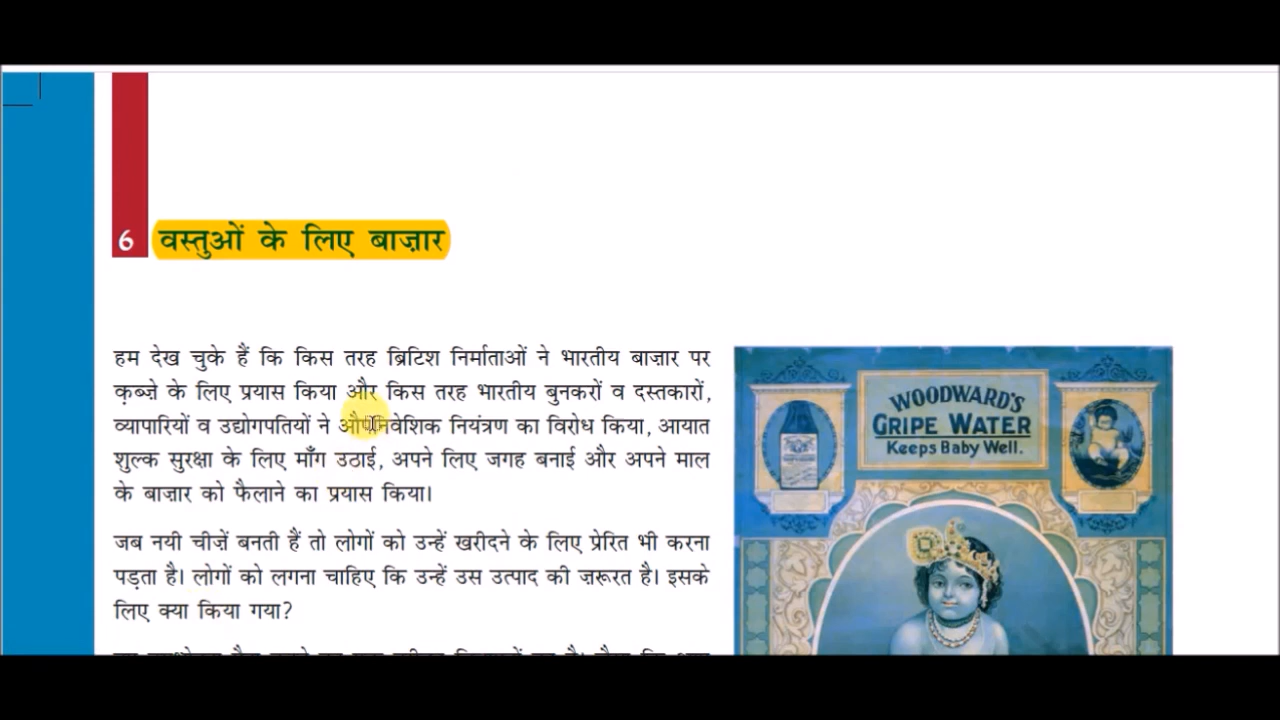 6 वस्तुओं के लिए बाज़ार
हम देख चुके हैं कि किस तरह ब्रिटिश निर्माताओं ने भारतीय बाज़ार पर
क़ब्ज़े के लिए प्रयास किया और किस तरह भारतीय बुनकरों व दस्तकारों,
व्यापारियों व उद्योगपतियों ने औपनिवेशिक नियंत्रण का विरोध किया, आयात
शुल्क सुरक्षा के लिए माँग उठाई, अपने लिए जगह बनाई और अपने माल
के बाज़ार को फैलाने का प्रयास किया।
जब नयी चीज़ें बनती हैं तो लोगों को उन्हें खरीदने के लिए प्रेरित भी करना
पड़ता है। लोगों को लगना चाहिए कि उन्हें उस उत्पाद की ज़रूरत है। इसके
लिए क्या किया गया?
WOODWARD'S
GRIPE WATER
Keeps Baby Well.